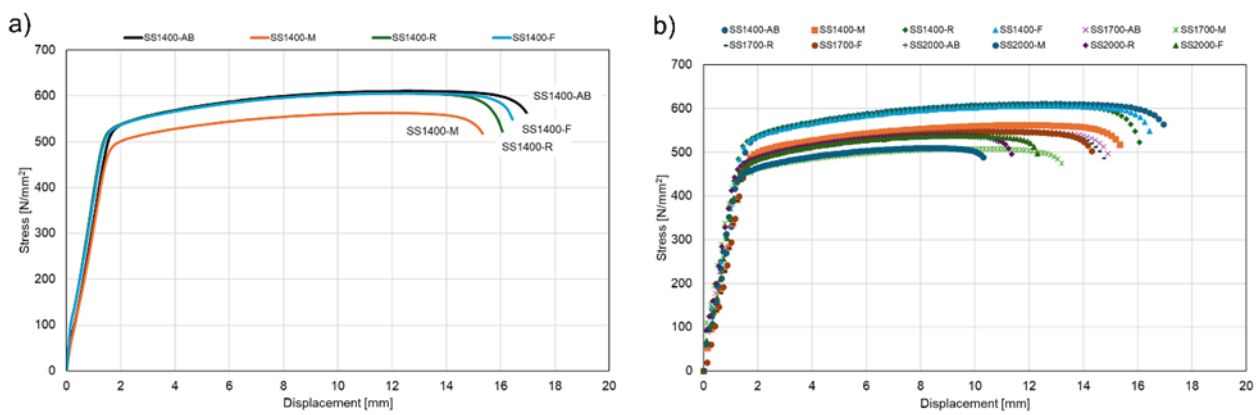 a)
SS1400-AB SS1400-M SS1400-R SS1400-F
700
600
500
400
300
200
100
0
Stress [N/mm²]
SS1400-AB
SS1400-F
SS1400-M
SS1400-R
0 2 4 6 8 10 12 14 16 18 20
Displacement [mm]
b)
SS1400-AB SS1400-M SS1400-R SS1400-F SS1700-AB SS1700-M
SS1700-R SS1700-F SS2000-AB SS2000-M SS2000-R SS2000-F
700
600
500
400
300
200
100
0
Stress [N/mm²]
0 2 4 6 8 10 12 14 16 18 20
Displacement [mm]